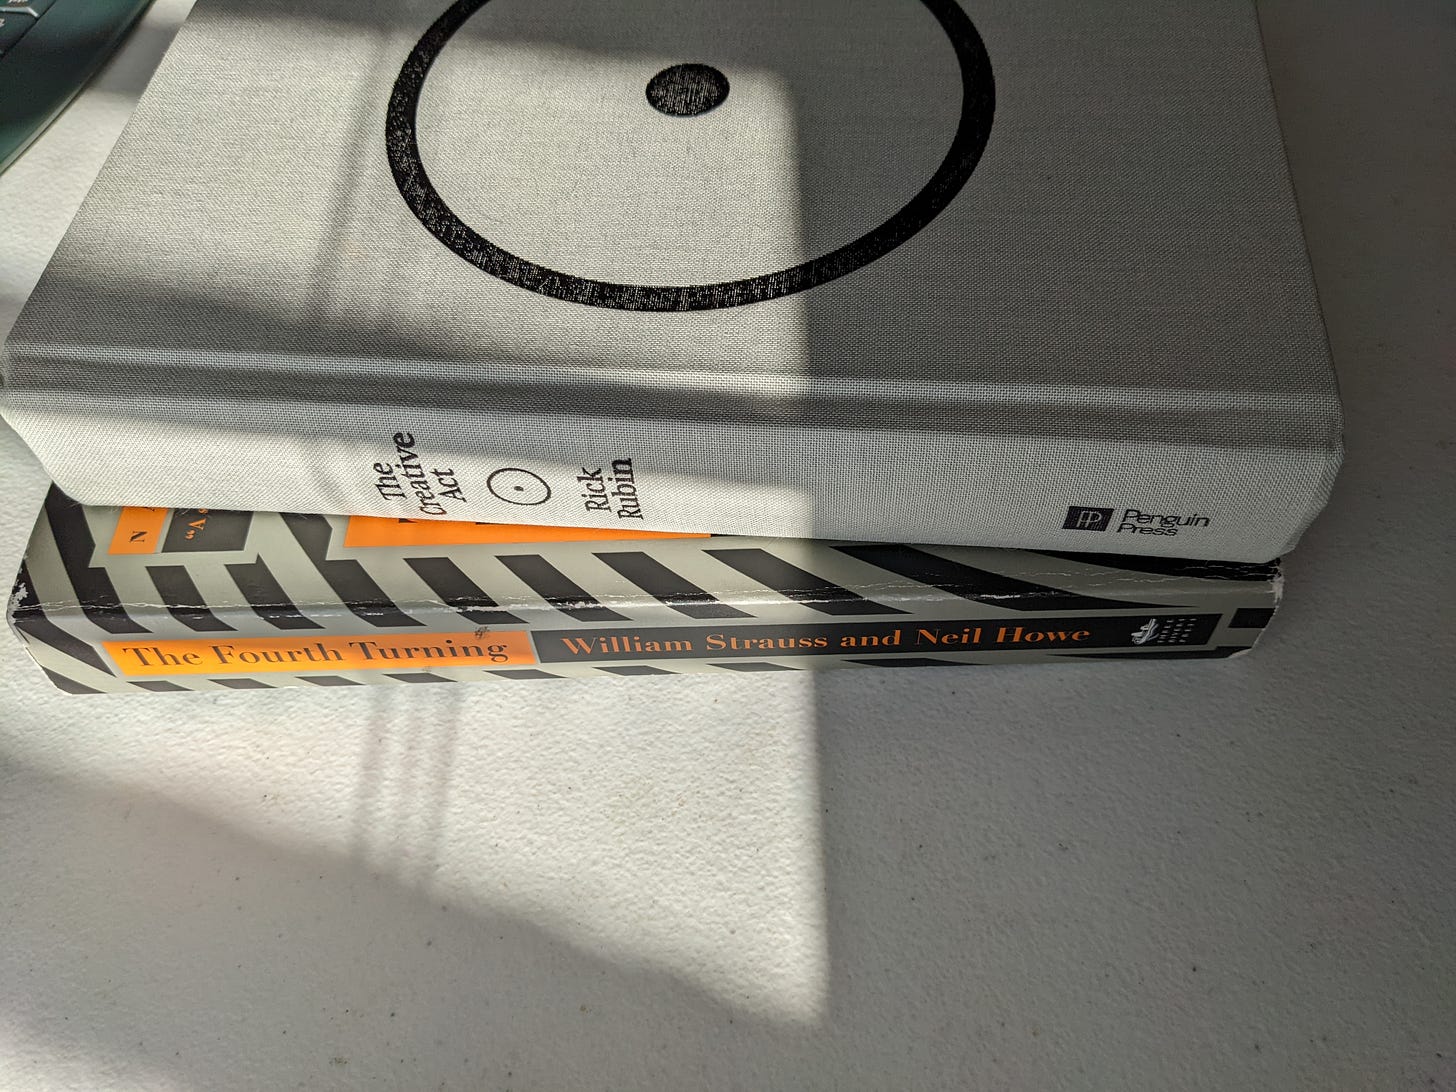 The
Creative
Act
Rick
Rubin
Penguin
Press
N
"A
The Fourth Turning
William Strauss and Neil Howe